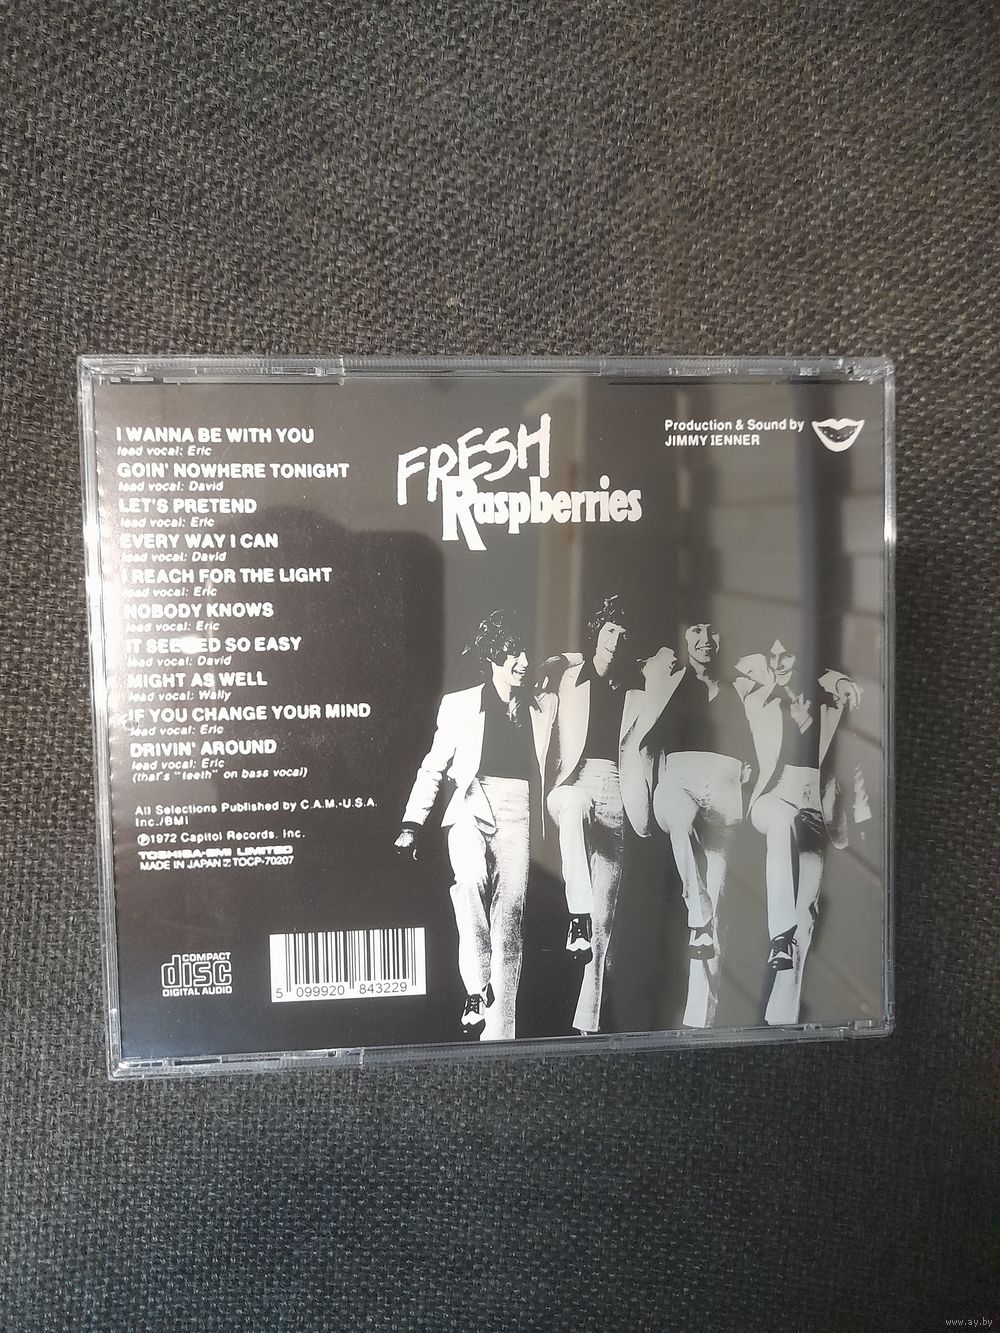 I WANNA BE WITH YOU
lead vocal: Eric
GOIN' NOWHERE TONIGHT
lead vocal: David
LET'S PRETEND
lead vocal: Eric
EVERY WAY I CAN
lead vocal: David
I REACH FOR THE LIGHT
lead vocal: Eric
NOBODY KNOWS
lead vocal: Eric
IT SEEMED SO EASY
lead vocal: David
MIGHT AS WELL
lead vocal: Wally
IF YOU CHANGE YOUR MIND
lead vocal: Eric
DRIVIN' AROUND
lead vocal: Eric
(that's "teeth" on bass vocal)
All Selections Published by C.A.M.-U.S.A.
Inc./BMI
℗1972 Capitol Records, Inc.
TOSHIBA-EMI LIMITED
MADE IN JAPAN Z TOCP-70207
COMPACT
disc
DIGITAL AUDIO
5 099920 843229
FRESH
Raspberries
Production & Sound by
JIMMY IENNER
www.ay.by